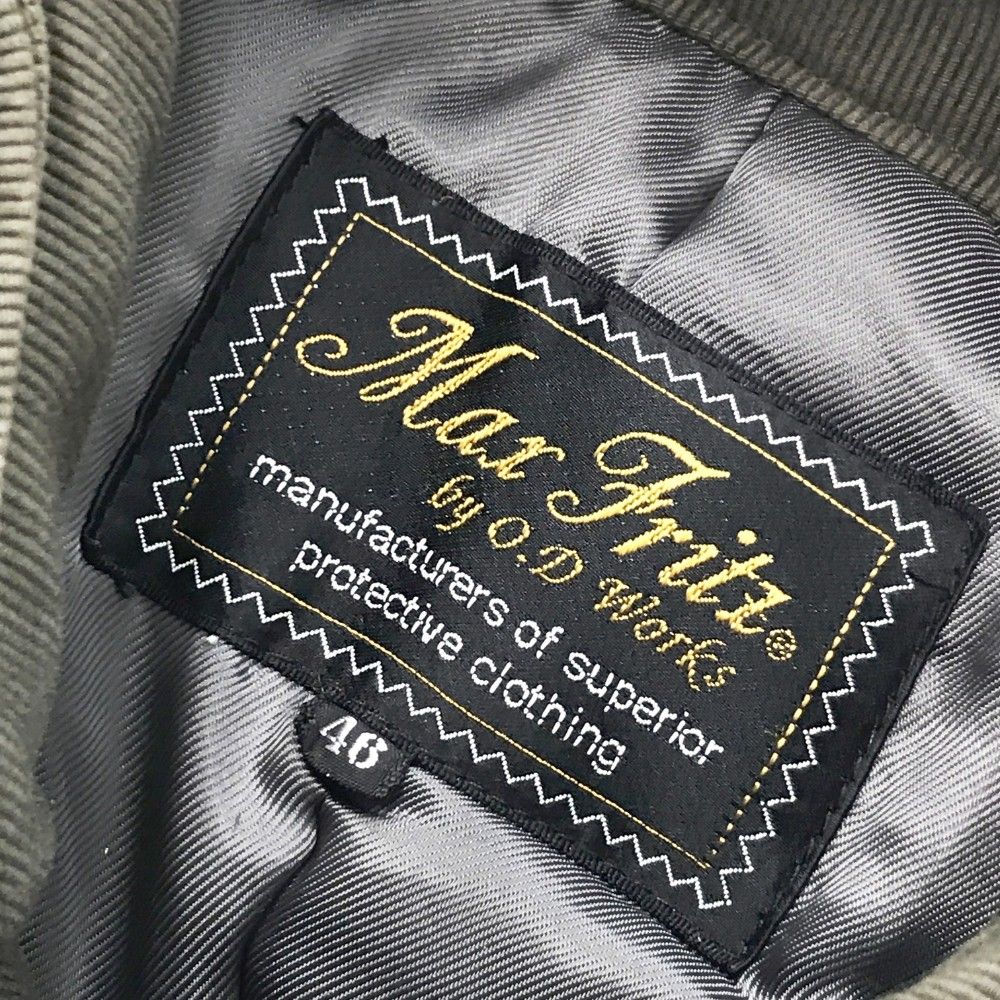 Max Fritz®
by O.D Works
manufacturers of superior
protective clothing
46